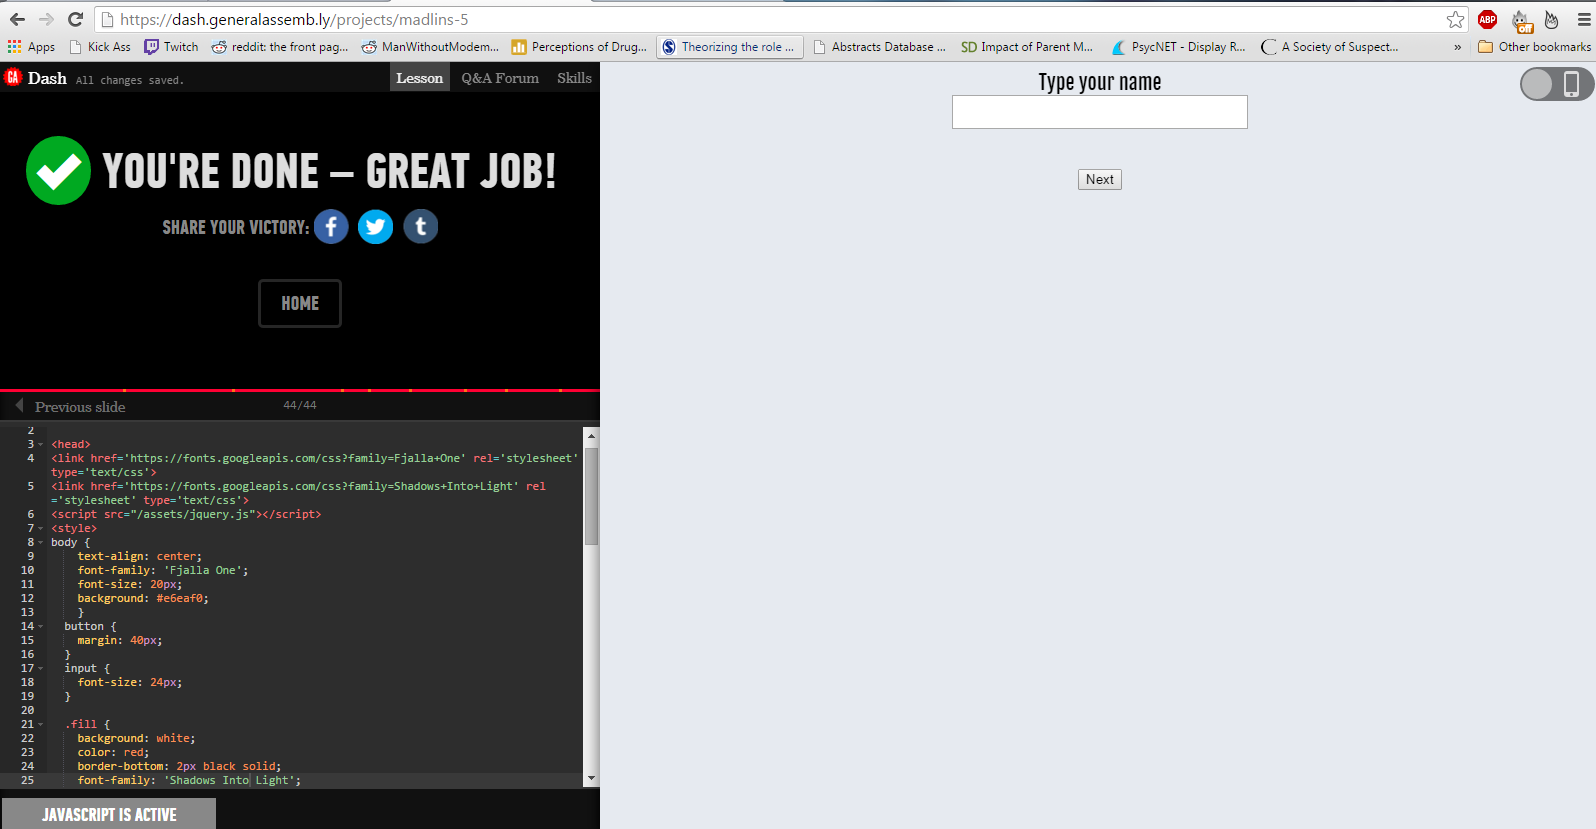 https://dash.generalassemb.ly/projects/madlins-5
ABP
off
Apps Kick Ass Twitch reddit: the front pag... ManWithoutModem... Perceptions of Drug... Theorizing the role ... Abstracts Database ... SD Impact of Parent M... PsycNET - Display R... A Society of Suspect... » Other bookmarks
GA Dash All changes saved. Lesson Q&A Forum Skills
YOU'RE DONE – GREAT JOB!
SHARE YOUR VICTORY: f t
HOME
Previous slide 44/44
2
3 <head>
4 <link href='https://fonts.googleapis.com/css?family=Fjalla+One' rel='stylesheet'
type='text/css'>
5 <link href='https://fonts.googleapis.com/css?family=Shadows+Into+Light' rel
='stylesheet' type='text/css'>
6 <script src="/assets/jquery.js"></script>
7 <style>
8 body {
9 text-align: center;
10 font-family: 'Fjalla One';
11 font-size: 20px;
12 background: #e6eaf0;
13 }
14 button {
15 margin: 40px;
16 }
17 input {
18 font-size: 24px;
19 }
20
21 .fill {
22 background: white;
23 color: red;
24 border-bottom: 2px black solid;
25 font-family: 'Shadows Into Light';
JAVASCRIPT IS ACTIVE
Type your name
Next